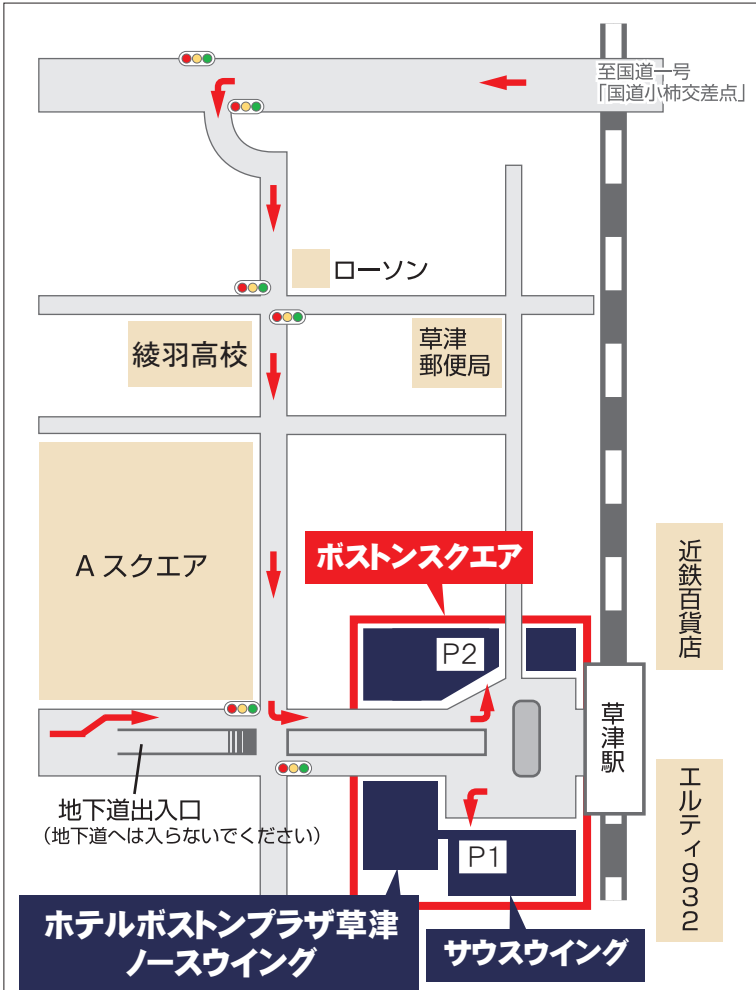 至国道一号
「国道小柿交差点」
ローソン
綾羽高校
草津
郵便局
Aスクエア
ボストンスクエア
近鉄百貨店
P2
草津駅
地下道出入口
（地下道へは入らないでください）
エルティ932
P1
ホテルボストンプラザ草津
ノースウイング
サウスウイング